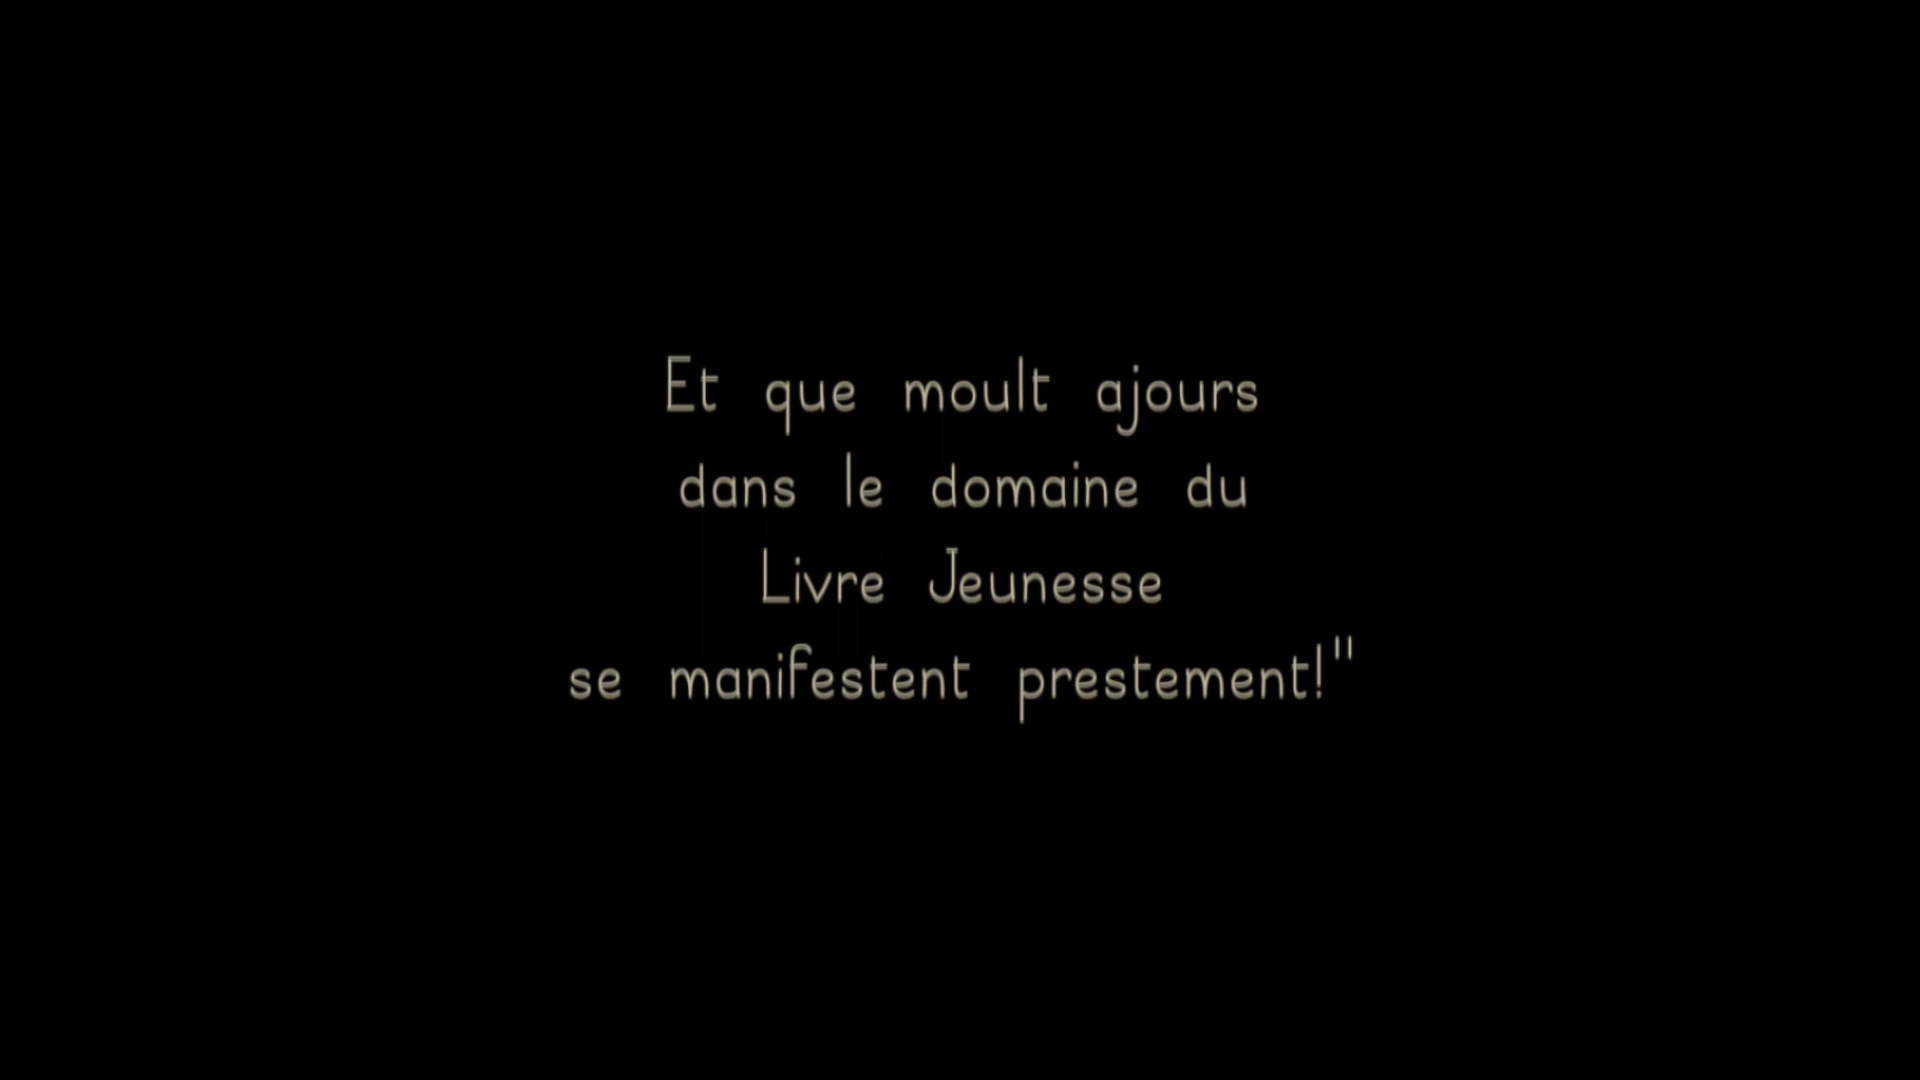 Et que moult ajours
dans le domaine du
Livre Jeunesse
se manifestent prestement!"